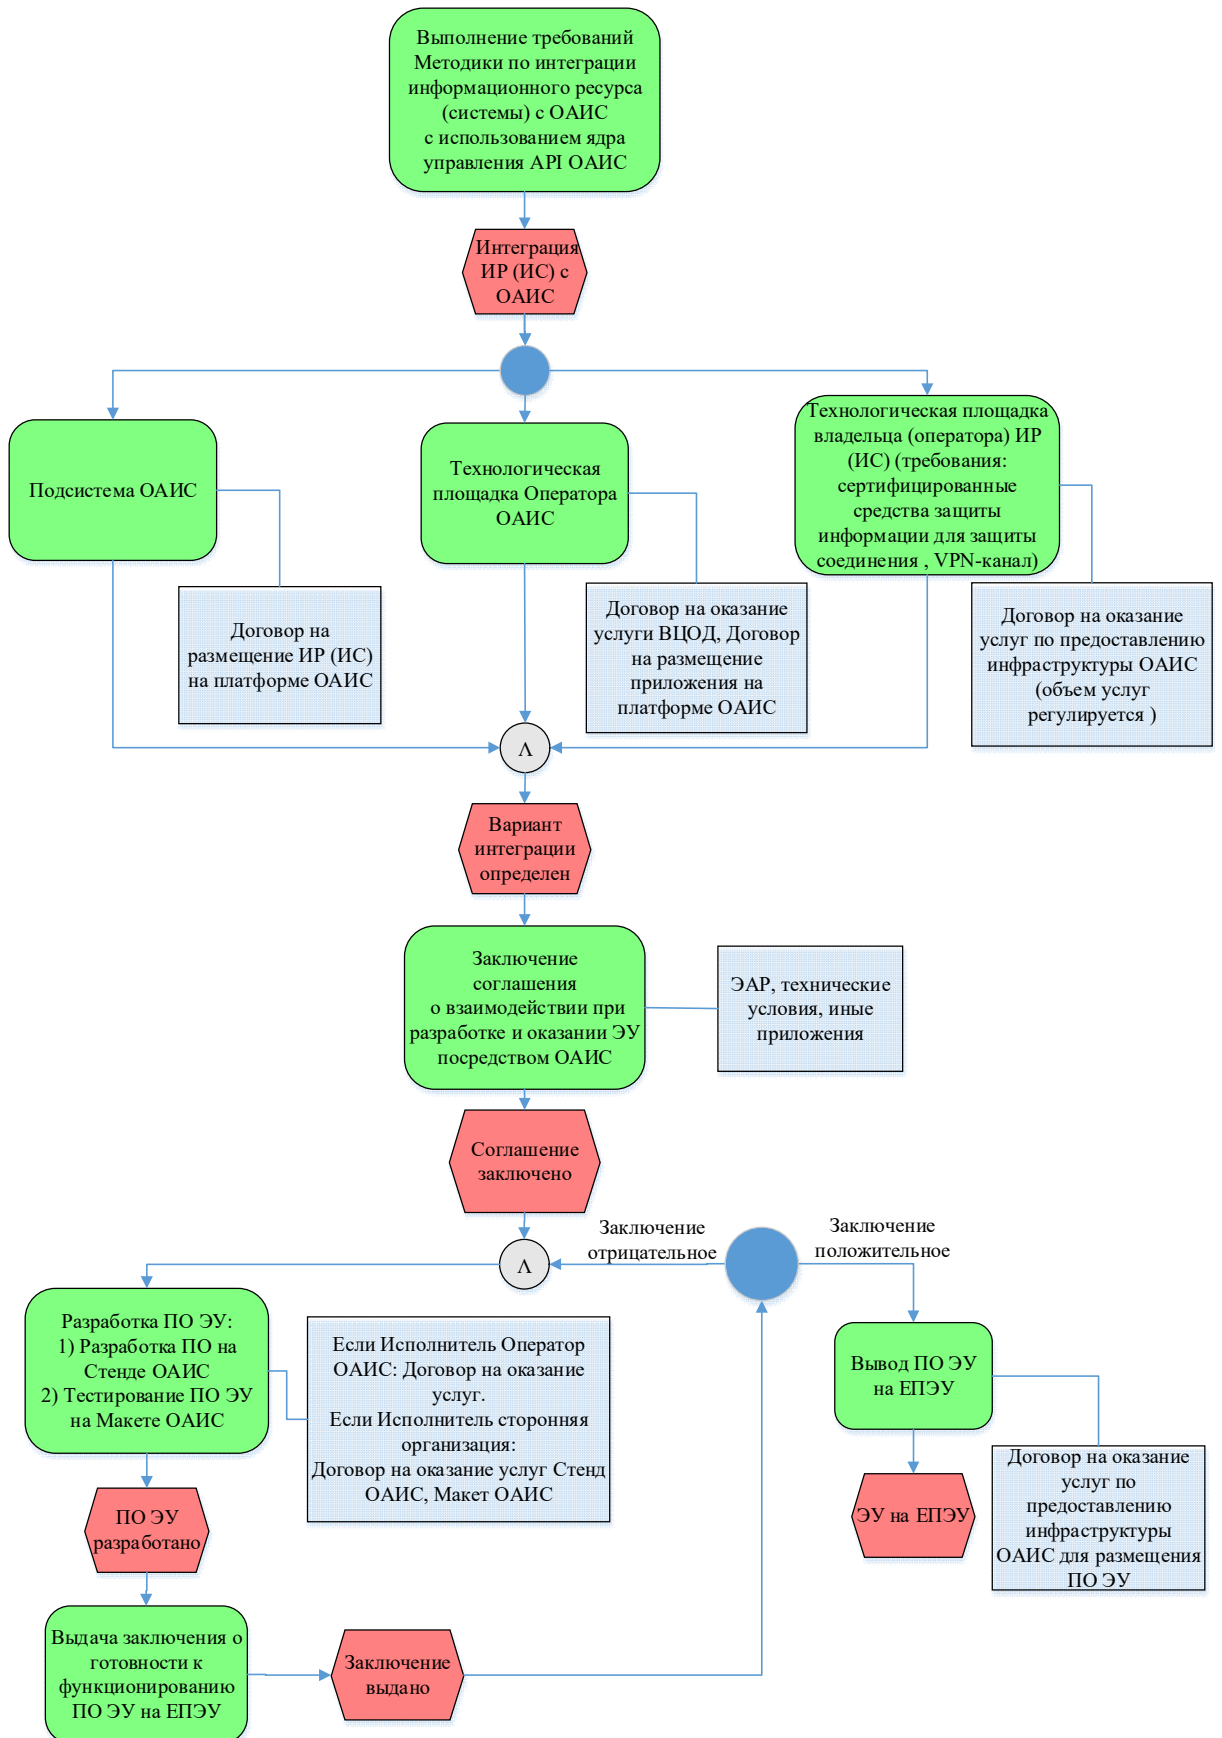 Выполнение требований
Методики по интеграции
информационного ресурса
(системы) с ОАИС
с использованием ядра
управления API ОАИС
Интеграция
ИР (ИС) с
ОАИС
Подсистема ОАИС
Технологическая
площадка Оператора
ОАИС
Технологическая площадка
владельца (оператора) ИР
(ИС) (требования:
сертифицированные
средства защиты
информации для защиты
соединения , VPN-канал)
Договор на
размещение ИР (ИС)
на платформе ОАИС
Договор на оказание
услуги ВЦОД, Договор
на размещение
приложения на
платформе ОАИС
Договор на оказание
услуг по предоставлению
инфраструктуры ОАИС
(объем услуг
регулируется )
Λ
Вариант
интеграции
определен
Заключение
соглашения
о взаимодействии при
разработке и оказании ЭУ
посредством ОАИС
ЭАР, технические
условия, иные
приложения
Соглашение
заключено
Λ
Заключение
отрицательное
Заключение
положительное
Разработка ПО ЭУ:
1) Разработка ПО на
Стенде ОАИС
2) Тестирование ПО ЭУ
на Макете ОАИС
Если Исполнитель Оператор
ОАИС: Договор на оказание
услуг.
Если Исполнитель сторонняя
организация:
Договор на оказание услуг Стенд
ОАИС, Макет ОАИС
Вывод ПО ЭУ
на ЕПЭУ
Договор на оказание
услуг по
предоставлению
инфраструктуры
ОАИС для размещения
ПО ЭУ
ПО ЭУ
разработано
ЭУ на ЕПЭУ
Выдача заключения о
готовности к
функционированию
ПО ЭУ на ЕПЭУ
Заключение
выдано